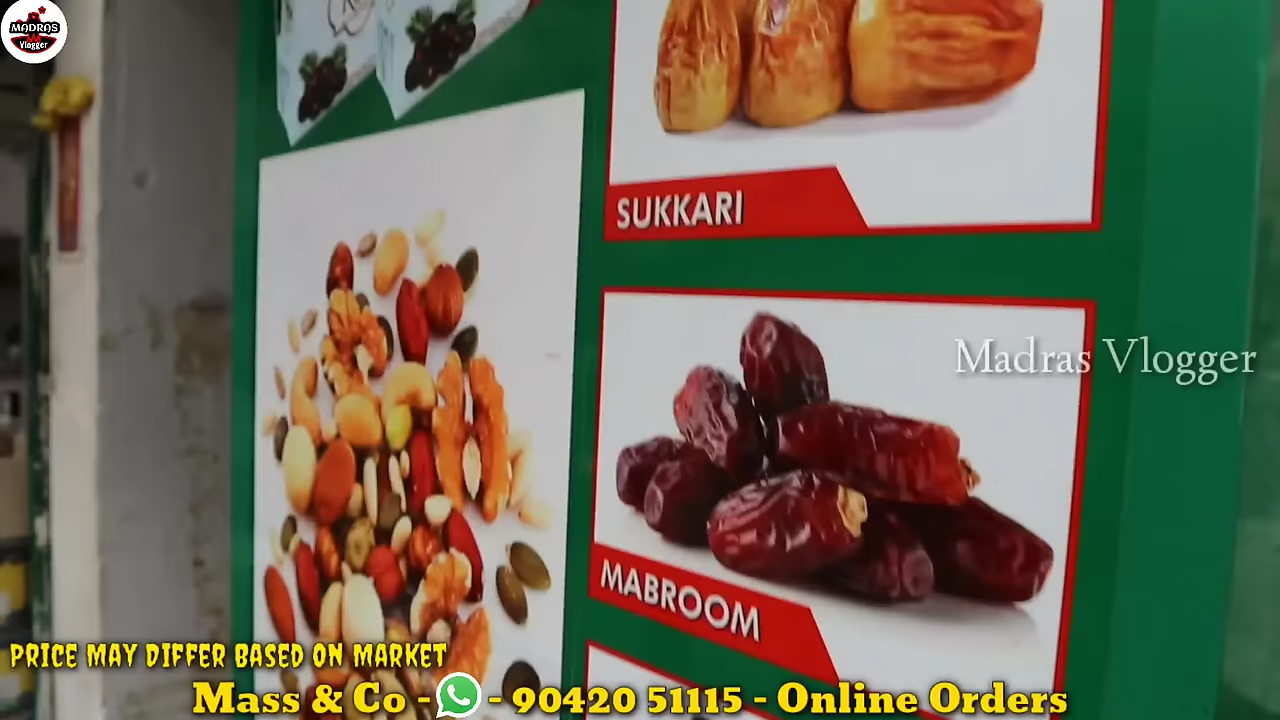 MADRAS
Vlogger
SUKKARI
Madras Vlogger
MABROOM
PRICE MAY DIFFER BASED ON MARKET
Mass & Co - - 90420 51115 - Online Orders